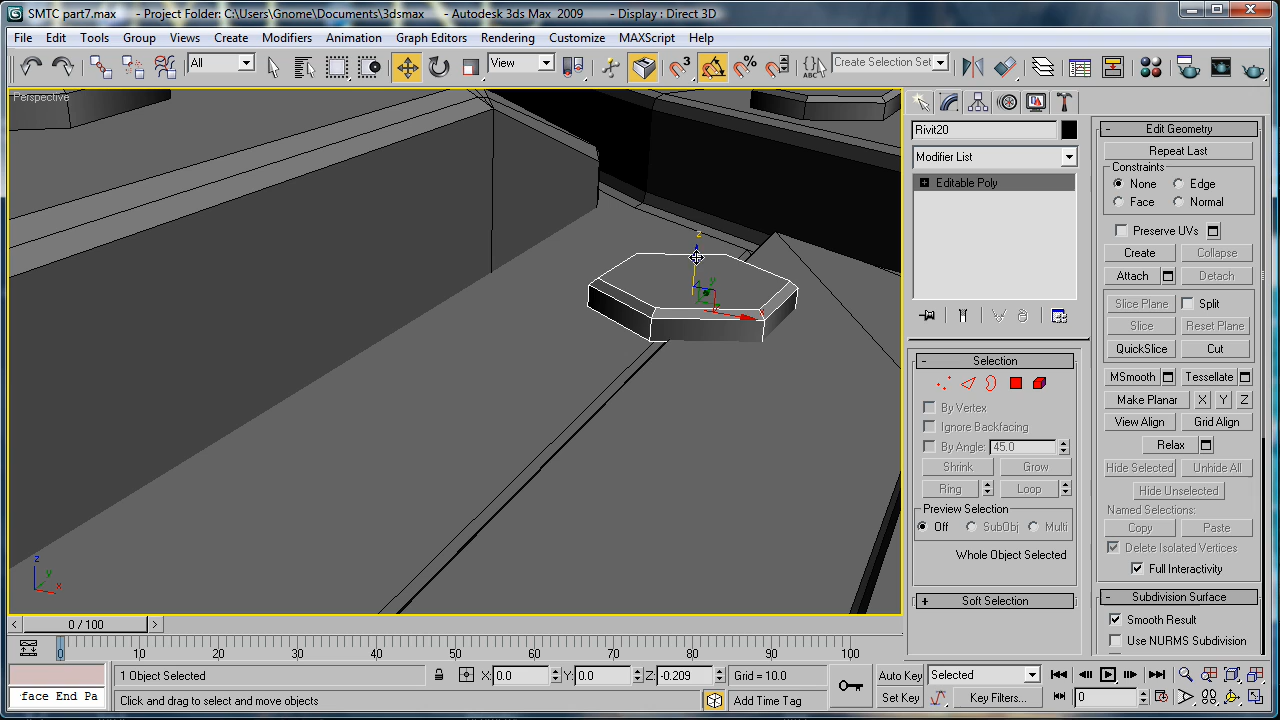 SMTC part7.max - Project Folder: C:\Users\Gnome\Documents\3dsmax - Autodesk 3ds Max 2009 - Display : Direct 3D
File Edit Tools Group Views Create Modifiers Animation Graph Editors Rendering Customize MAXScript Help
All View 3 % ABC Create Selection Set
Perspective
Rivit20
Modifier List
Editable Poly
Selection
By Vertex
Ignore Backfacing
By Angle: 45.0
Shrink Grow
Ring Loop
Preview Selection
Off SubObj Multi
Whole Object Selected
Soft Selection
Edit Geometry
Repeat Last
Constraints
None Edge
Face Normal
Preserve UVs
Create Collapse
Attach Detach
Slice Plane Split
Slice Reset Plane
QuickSlice Cut
MSmooth Tessellate
Make Planar X Y Z
View Align Grid Align
Relax
Hide Selected Unhide All
Hide Unselected
Named Selections:
Copy Paste
Delete Isolated Vertices
Full Interactivity
Subdivision Surface
Smooth Result
Use NURMS Subdivision
z
y
x
z
y
x
< 0 / 100 >
0 10 20 30 40 50 60 70 80 90 100
1 Object Selected X: 0.0 Y: 0.0 Z: -0.209 Grid = 10.0 Auto Key Selected
face End Pa Click and drag to select and move objects Add Time Tag Set Key Key Filters... 0